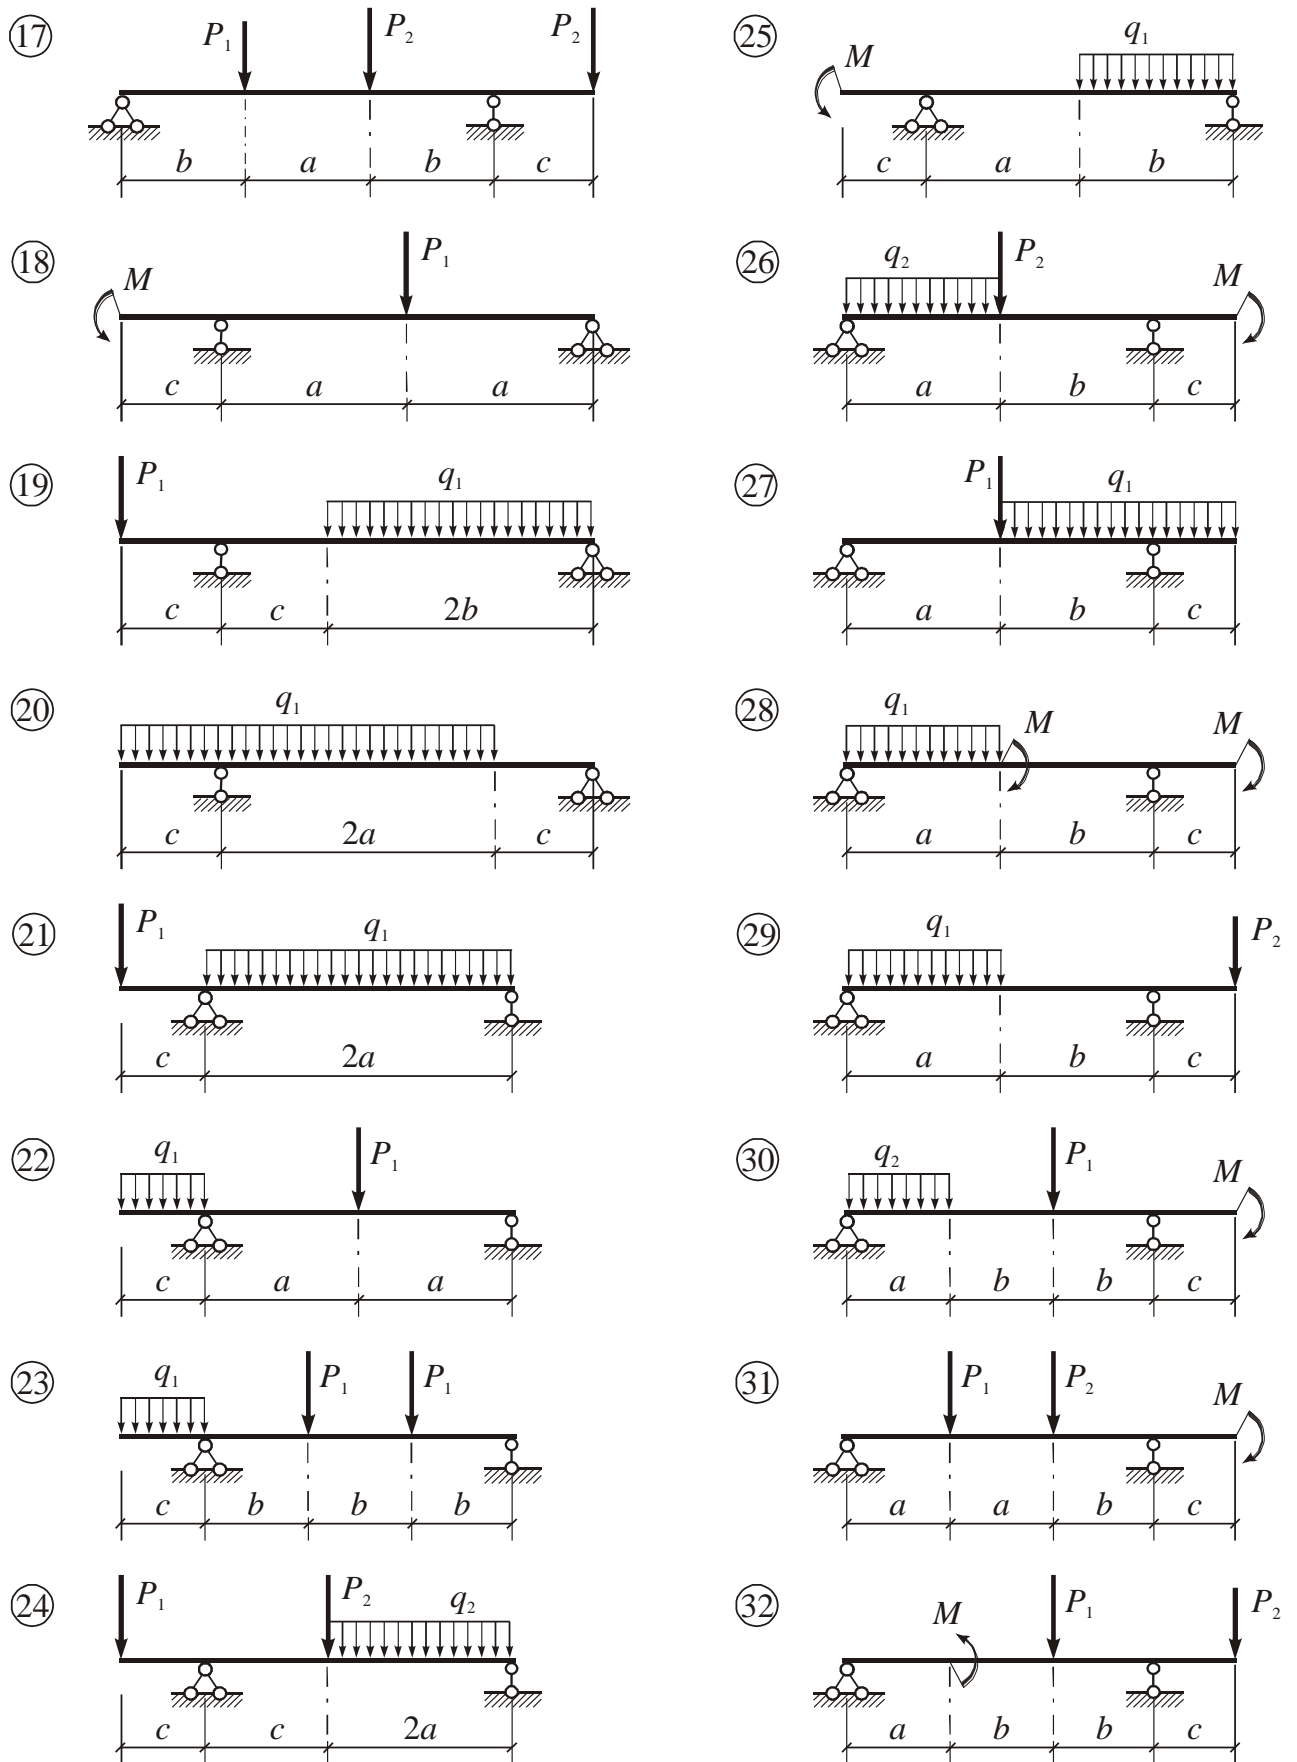 17 P₁ P₂ P₂
b a b c
18 M P₁
c a a
19 P₁ q₁
c c 2b
20 q₁
c 2a c
21 P₁ q₁
c 2a
22 q₁ P₁
c a a
23 q₁ P₁ P₁
c b b b
24 P₁ P₂ q₂
c c 2a
25 M q₁
c a b
26 q₂ P₂ M
a b c
27 P₁ q₁
a b c
28 q₁ M M
a b c
29 q₁ P₂
a b c
30 q₂ P₁ M
a b b c
31 P₁ P₂ M
a a b c
32 M P₁ P₂
a b b c